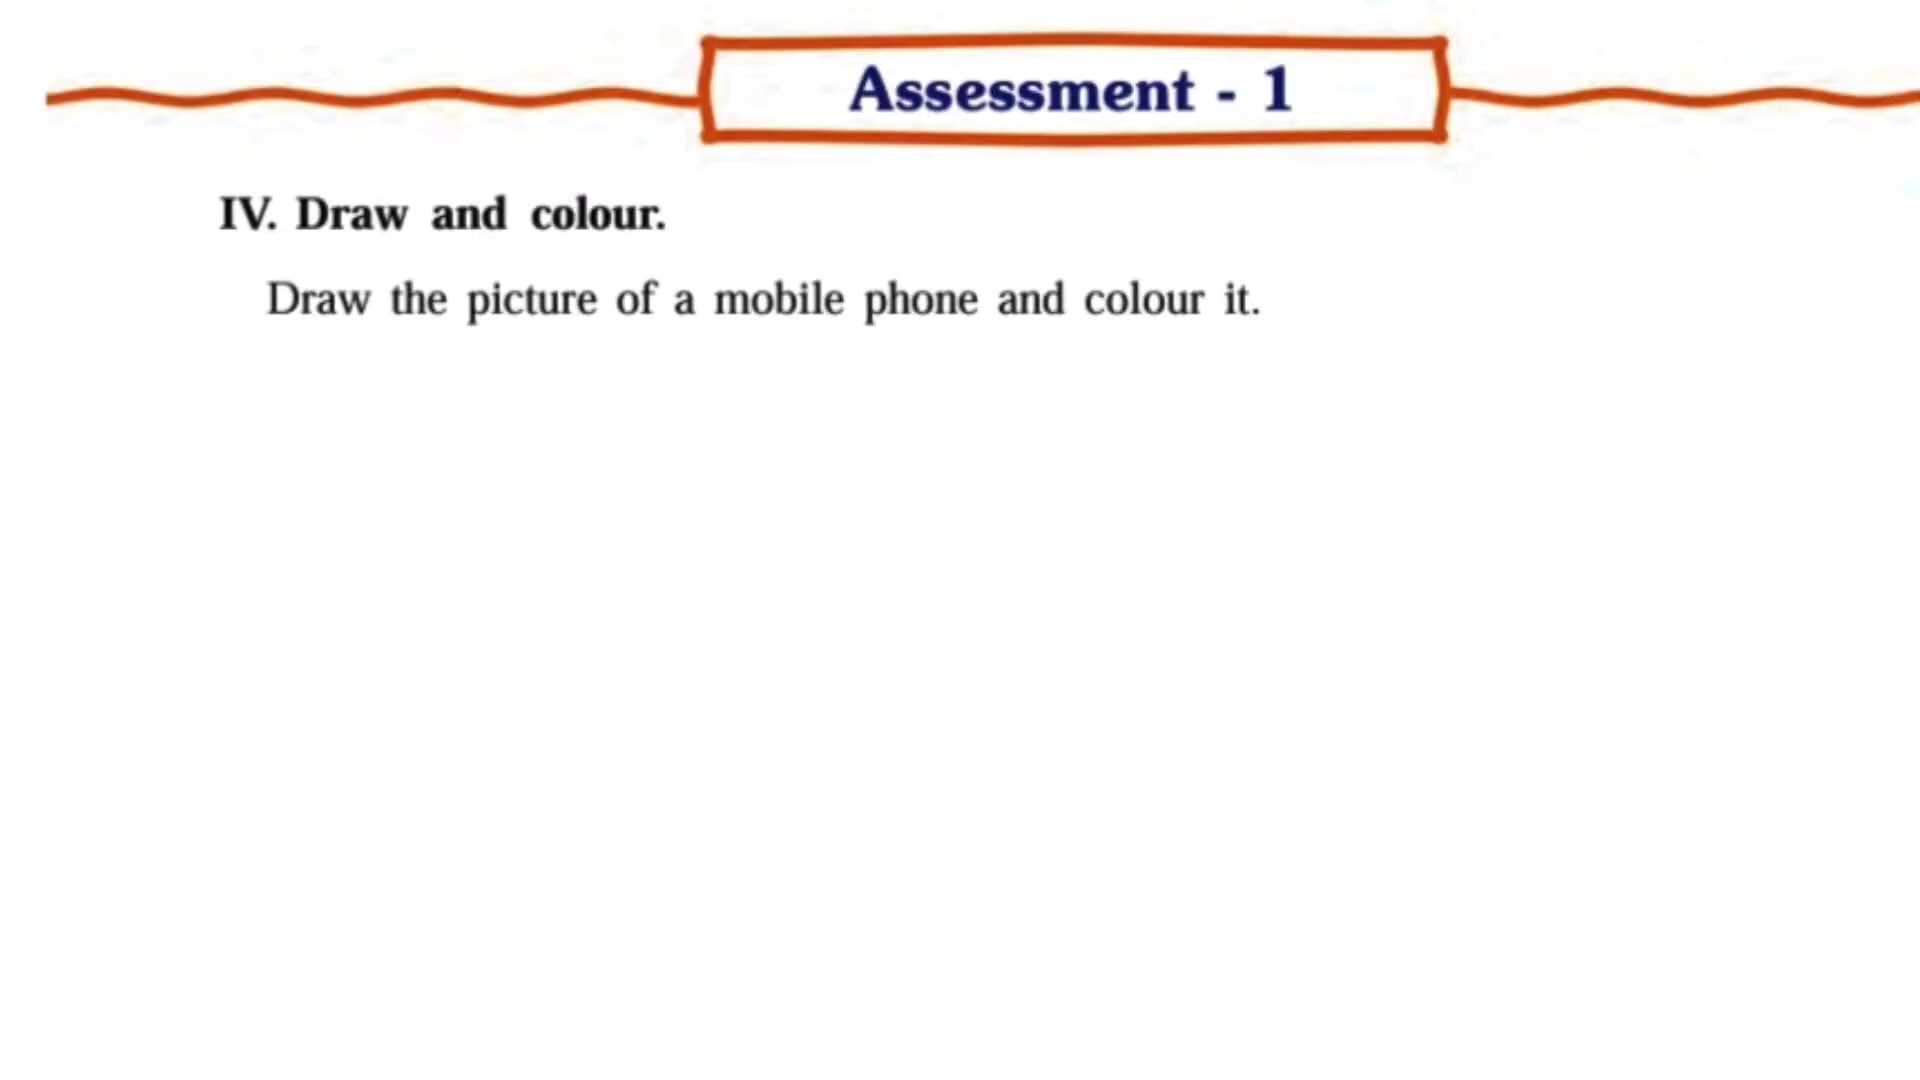 Assessment - 1
IV. Draw and colour.
Draw the picture of a mobile phone and colour it.